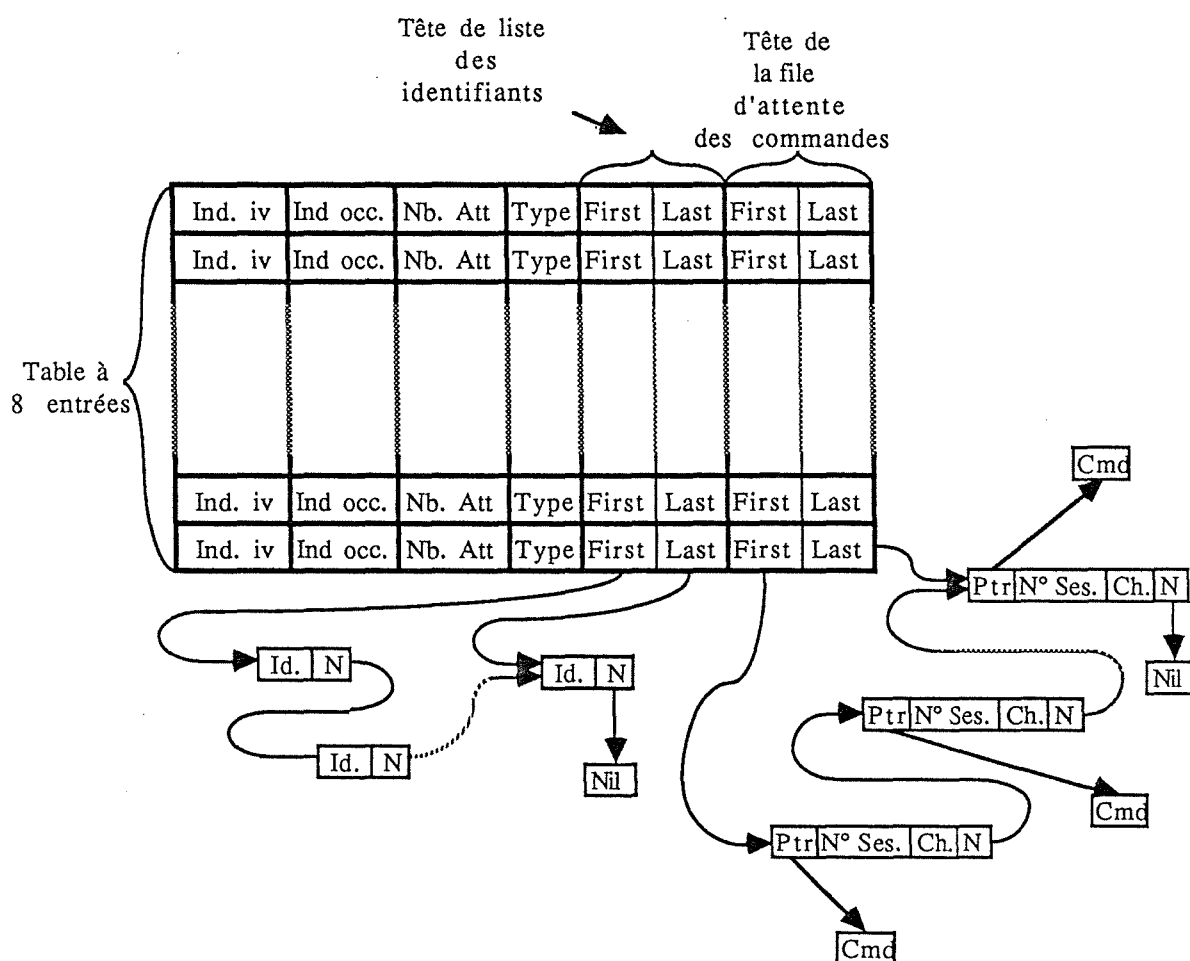 Tête de liste
des
identifiants
Tête de
la file
d'attente
des commandes
Ind. iv Ind occ. Nb. Att Type First Last First Last
Ind. iv Ind occ. Nb. Att Type First Last First Last
Table à
8 entrées
Ind. iv Ind occ. Nb. Att Type First Last First Last
Ind. iv Ind occ. Nb. Att Type First Last First Last
Cmd
Ptr N° Ses. Ch. N
Id. N
Id. N
Nil
Ptr N° Ses. Ch. N
Id. N
Nil
Cmd
Ptr N° Ses. Ch. N
Cmd